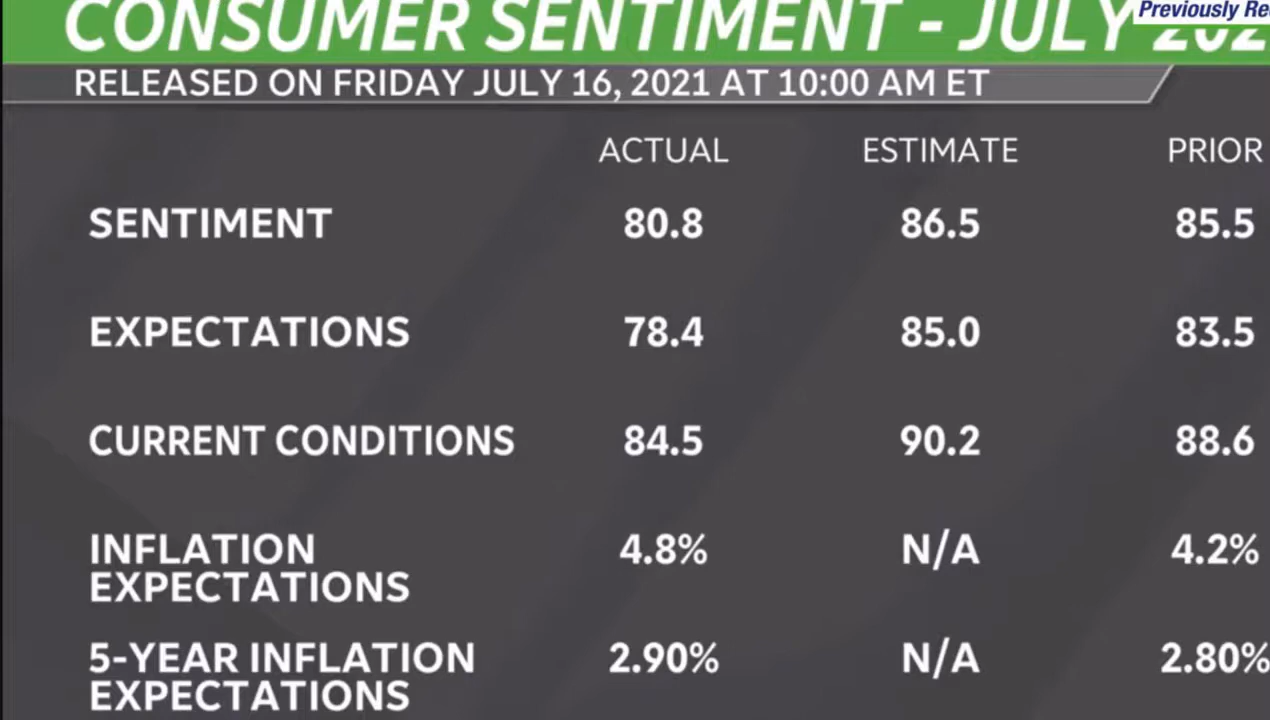 Previously
CONSUMER SENTIMENT - JULY
RELEASED ON FRIDAY JULY 16, 2021 AT 10:00 AM ET
ACTUAL ESTIMATE PRIOR
SENTIMENT 80.8 86.5 85.5
EXPECTATIONS 78.4 85.0 83.5
CURRENT CONDITIONS 84.5 90.2 88.6
INFLATION 4.8% N/A 4.2%
EXPECTATIONS
5-YEAR INFLATION 2.90% N/A 2.80%
EXPECTATIONS